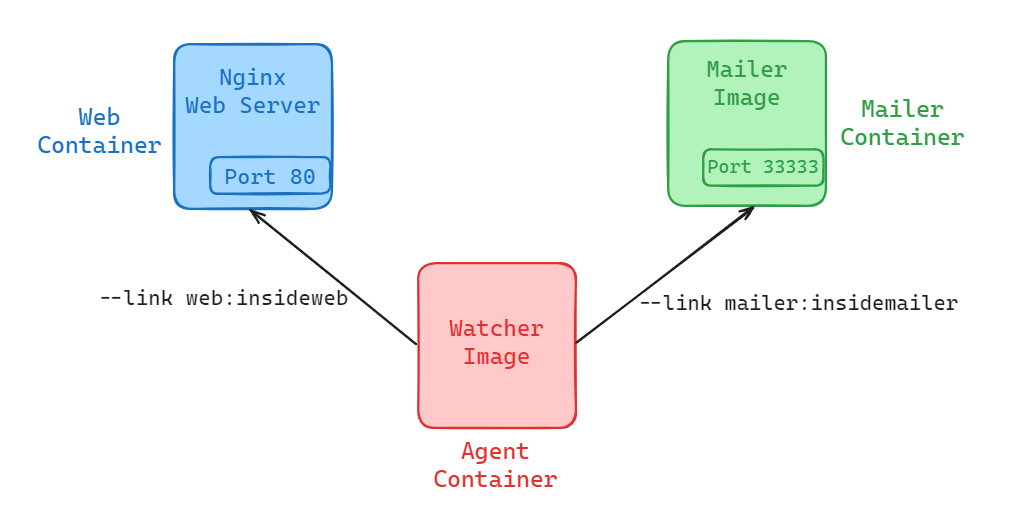 Nginx
Web Server
Port 80
Web
Container
Mailer
Image
Port 33333
Mailer
Container
--link web:insideweb
--link mailer:insidemailer
Watcher
Image
Agent
Container